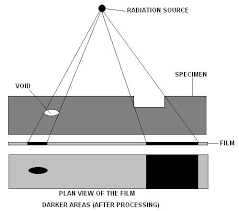 RADIATION SOURCE
SPECIMEN
VOID
FILM
PLAN VIEW OF THE FILM
DARKER AREAS (AFTER PROCESSING)